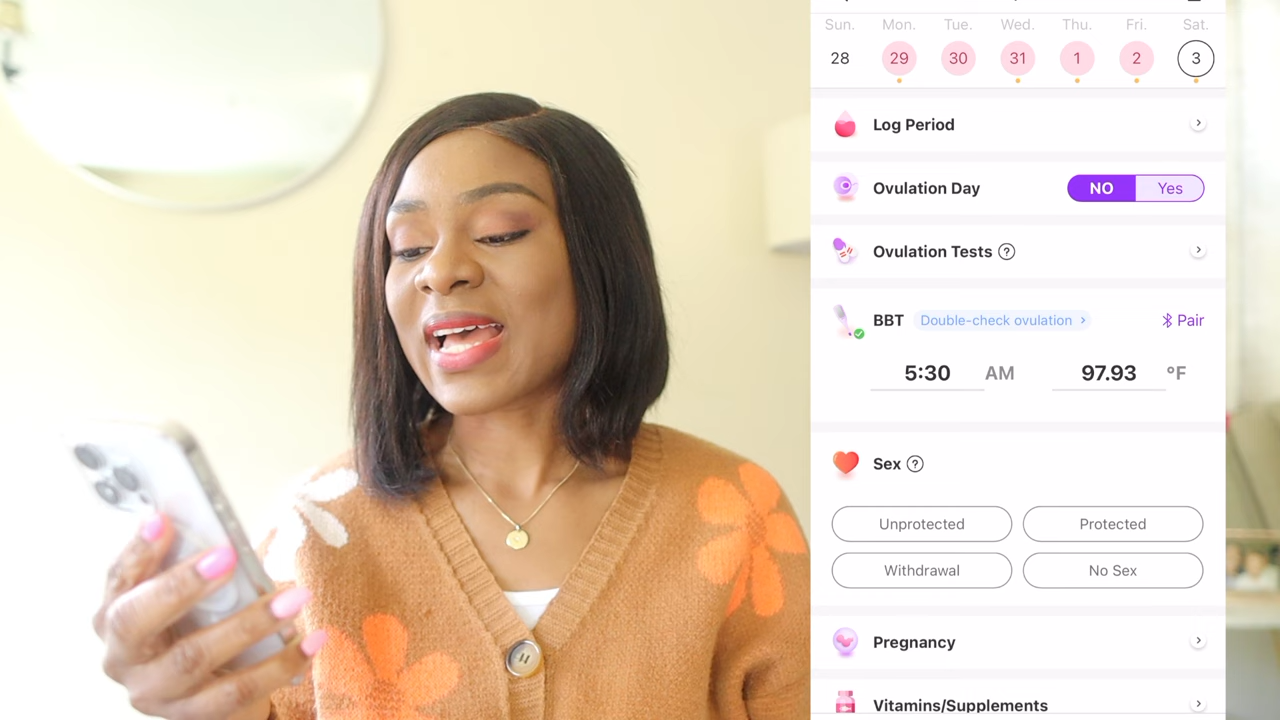 Sun. Mon. Tue. Wed. Thu. Fri. Sat.
28 29 30 31 1 2 3
Log Period
Ovulation Day NO Yes
Ovulation Tests ?
BBT Double-check ovulation > Pair
5:30 AM 97.93 °F
Sex ?
Unprotected Protected
Withdrawal No Sex
Pregnancy
Vitamins/Supplements